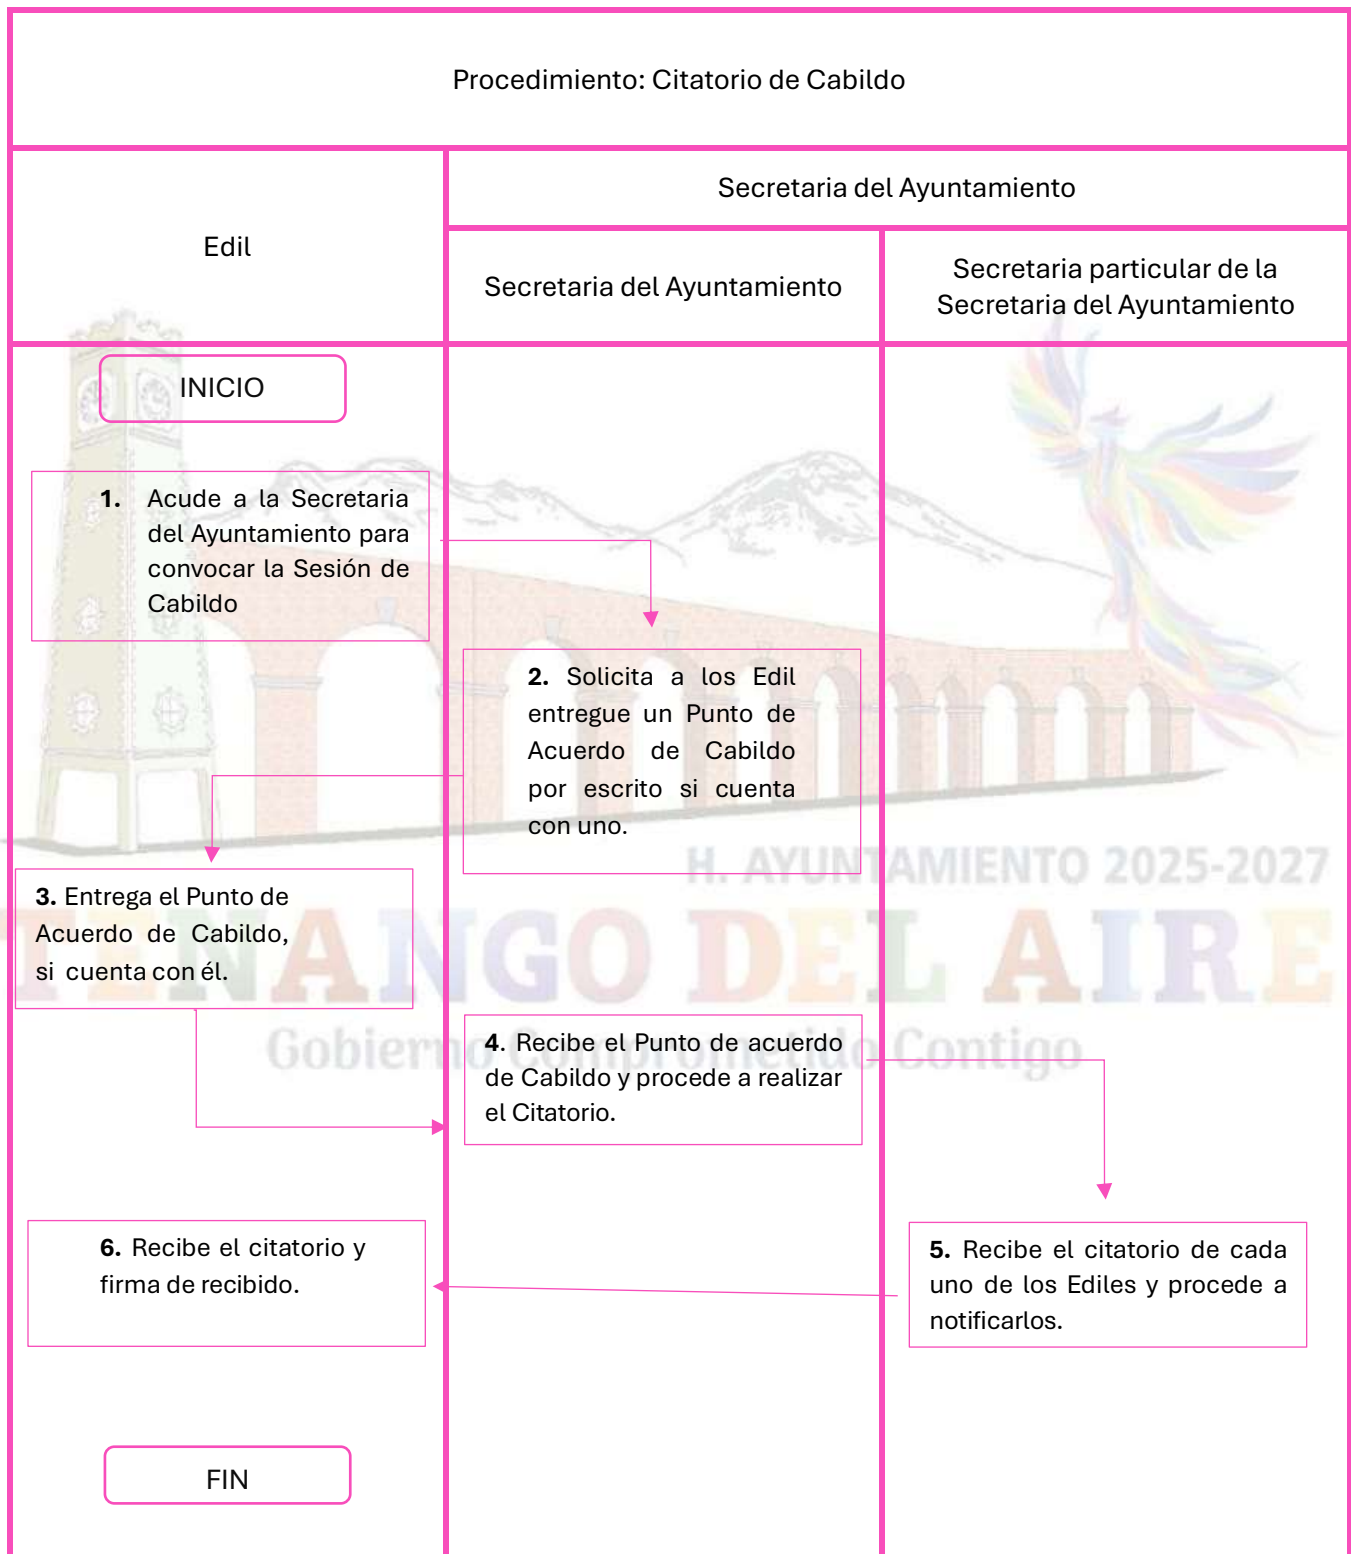 Procedimiento: Citatorio de Cabildo
Edil
Secretaria del Ayuntamiento
Secretaria del Ayuntamiento
Secretaria particular de la
Secretaria del Ayuntamiento
INICIO
1. Acude a la Secretaria
del Ayuntamiento para
convocar la Sesión de
Cabildo
2. Solicita a los Edil
entregue un Punto de
Acuerdo de Cabildo
por escrito si cuenta
con uno.
H. AYUNTAMIENTO 2025-2027
TENANGO DEL AIRE
Gobierno Comprometido Contigo
3. Entrega el Punto de
Acuerdo de Cabildo,
si cuenta con él.
4. Recibe el Punto de acuerdo
de Cabildo y procede a realizar
el Citatorio.
5. Recibe el citatorio de cada
uno de los Ediles y procede a
notificarlos.
6. Recibe el citatorio y
firma de recibido.
FIN